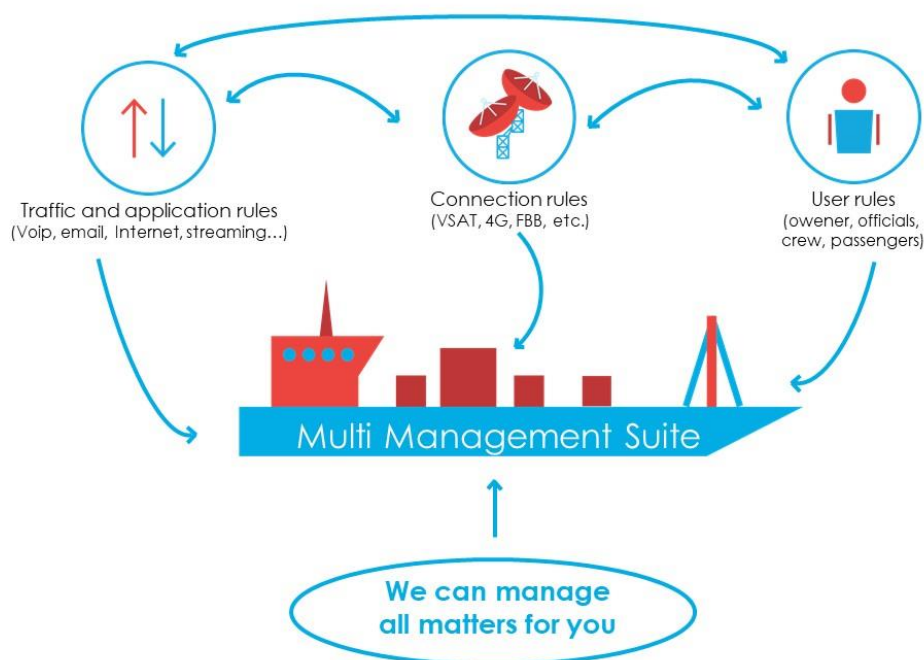 Traffic and application rules
(Voip, email, Internet, streaming...)
Connection rules
(VSAT, 4G, FBB, etc.)
User rules
(owener, officials,
crew, passengers)
Multi Management Suite
We can manage
all matters for you